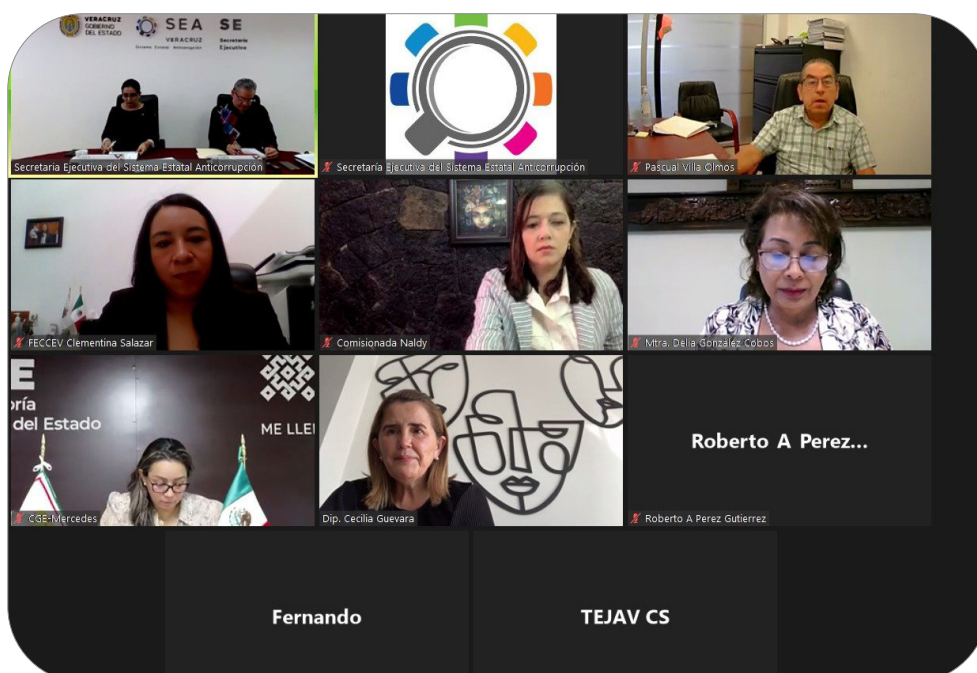 VERACRUZ
GOBIERNO
DEL ESTADO
SEA
VERACRUZ
Sistema Estatal Anticorrupción
SE
Secretaría
Ejecutiva
Secretaria Ejecutiva del Sistema Estatal Anticorrupción
Secretaría Ejecutiva del Sistema Estatal Anticorrupción
Pascual Villa Olmos
FECCEV Clementina Salazar
Comisionada Naldy
Mtra. Delia González Cobos
E
oría
del Estado
ME LLE
CGE-Mercedes
Dip. Cecilia Guevara
Roberto A Perez...
Roberto A Perez Gutierrez
Fernando
TEJAV CS